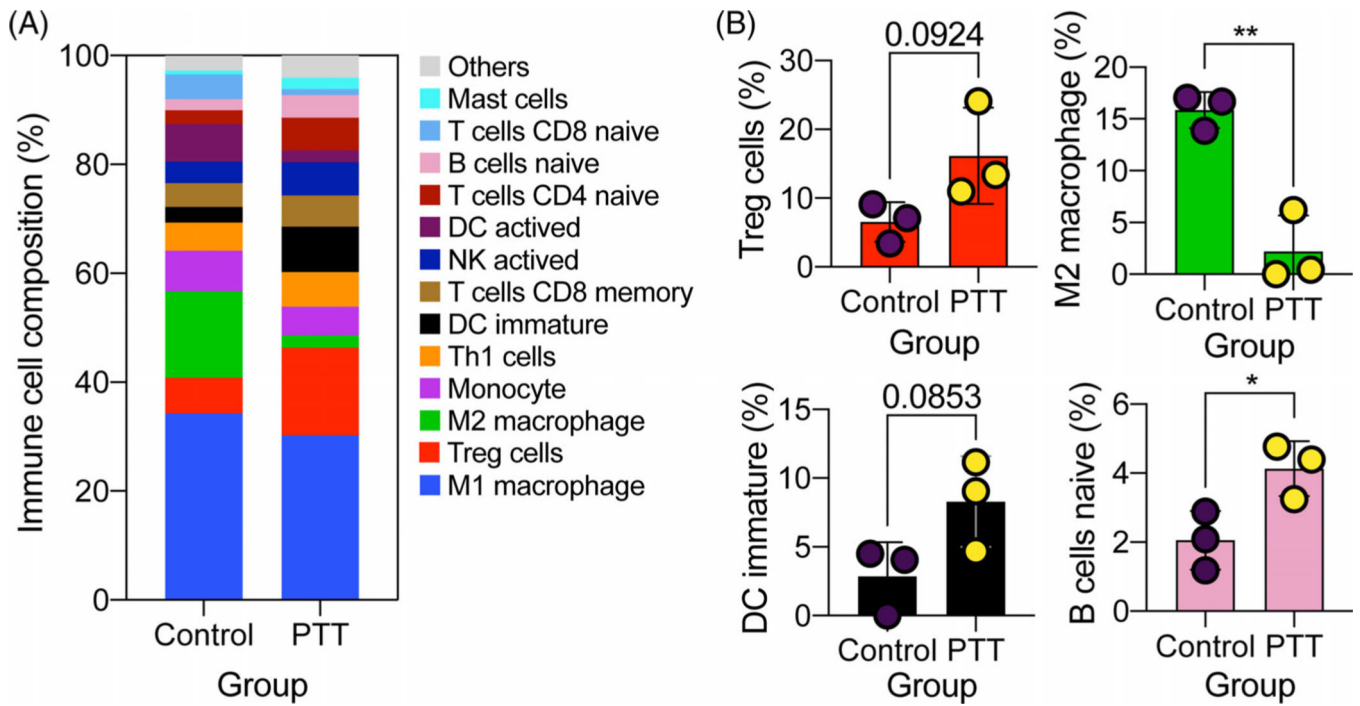 (A)
Immune cell composition (%)
100
80
60
40
20
0
Control PTT
Group
Others
Mast cells
T cells CD8 naive
B cells naive
T cells CD4 naive
DC actived
NK actived
T cells CD8 memory
DC immature
Th1 cells
Monocyte
M2 macrophage
Treg cells
M1 macrophage
(B)
Treg cells (%)
30
20
10
0
0.0924
Control PTT
Group
M2 macrophage (%)
20
15
10
5
0
**
Control PTT
Group
DC immature (%)
15
10
5
0
0.0853
Control PTT
Group
B cells naive (%)
6
4
2
0
*
Control PTT
Group